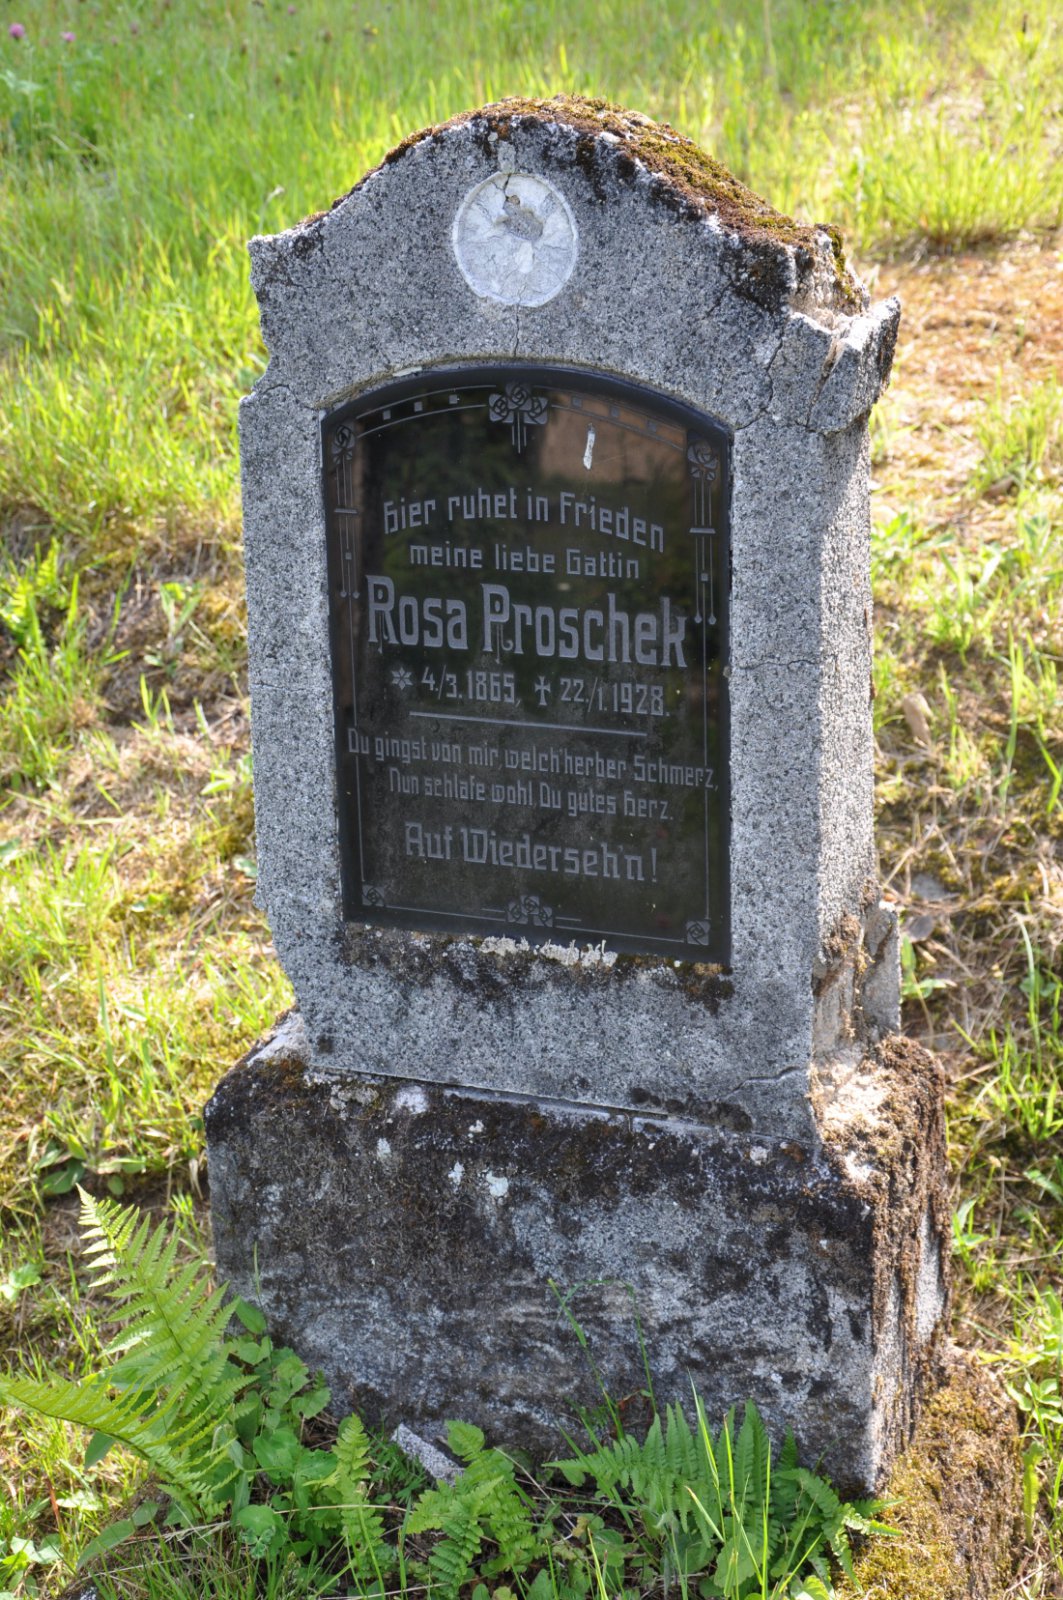 Hier ruhet in Frieden
meine liebe Gattin
Rosa Proschek
* 4./3. 1865, ✝ 22./1. 1928.
Du gingst von mir welch' herber Schmerz,
Nun schlafe wohl Du gutes Herz.
Auf Wiederseh'n!